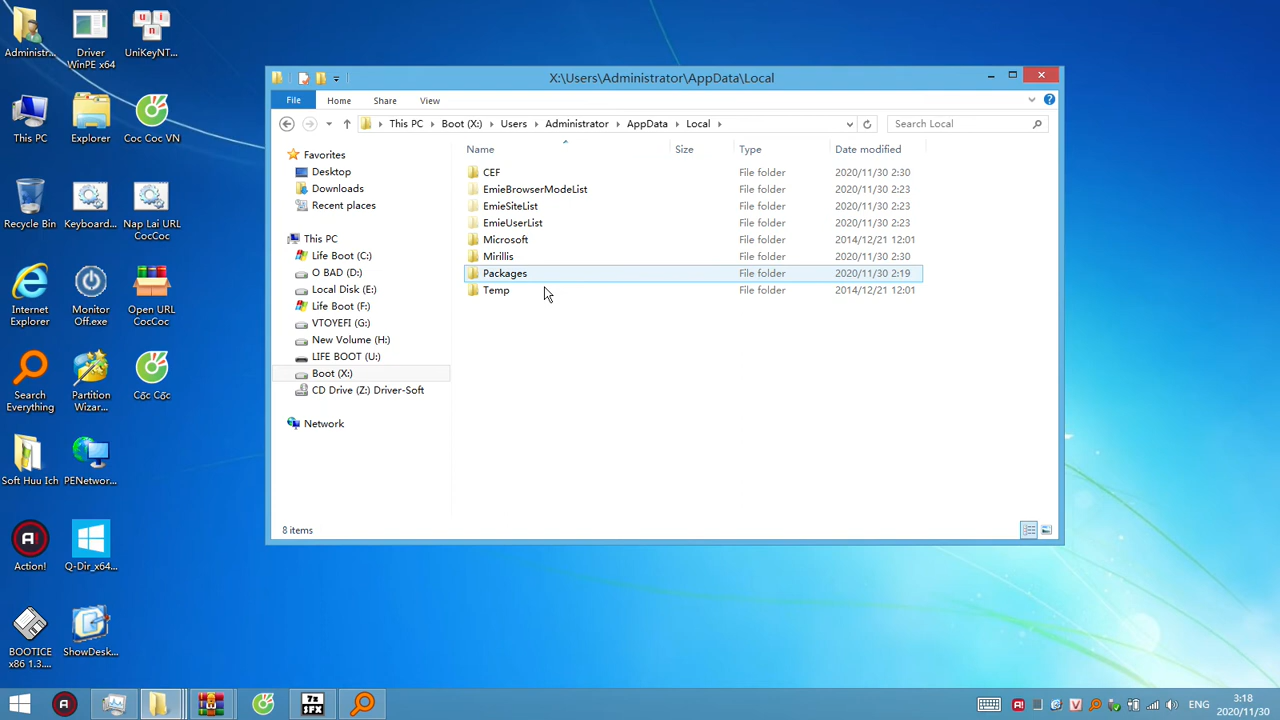 Administr...
Driver
WinPE x64
UniKeyNT...
This PC
Explorer
Coc Coc VN
Recycle Bin
Network
Nap Lai URL
CocCoc
Internet
Explorer
Monitor
Off.exe
Open URL
CocCoc
Search
Everything
Partition
Wizar...
Cốc Cốc
Soft Huu Ich
PENetwor...
Action!
Q-Dir_x64...
BOOTICE
x86 1.3....
ShowDesk...
X:\Users\Administrator\AppData\Local
File
Home
Share
View
This PC
Boot (X:)
Users
Administrator
AppData
Local
Search Local
Favorites
Desktop
Downloads
Recent places
This PC
Life Boot (C:)
O BAD (D:)
Local Disk (E:)
Life Boot (F:)
VTOYEFI (G:)
New Volume (H:)
LIFE BOOT (U:)
Boot (X:)
CD Drive (Z:) Driver-Soft
Network
Name Size Type Date modified
CEF File folder 2020/11/30 2:30
EmieBrowserModeList File folder 2020/11/30 2:23
EmieSiteList File folder 2020/11/30 2:23
EmieUserList File folder 2020/11/30 2:23
Microsoft File folder 2014/12/21 12:01
Mirillis File folder 2020/11/30 2:30
Packages File folder 2020/11/30 2:19
Temp File folder 2014/12/21 12:01
8 items
7z
SFX
ENG
3:18
2020/11/30